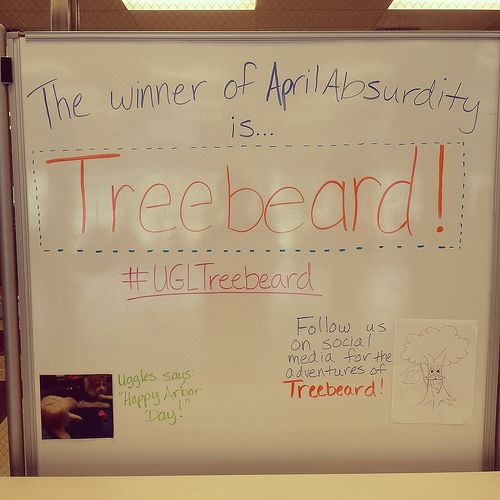 The winner of April Absurdity
is...
Treebeard!
#UGLTreebeard
Follow us
on social
media for the
adventures of
Treebeard!
Uggles says:
"Happy Arbor
Day!"